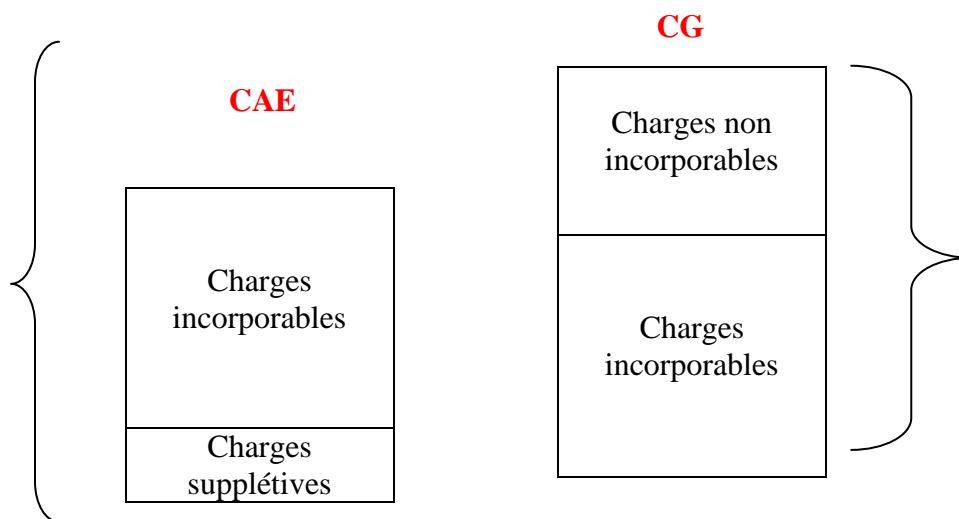 CG
CAE
Charges non
incorporables
Charges
incorporables
Charges
incorporables
Charges
supplétives